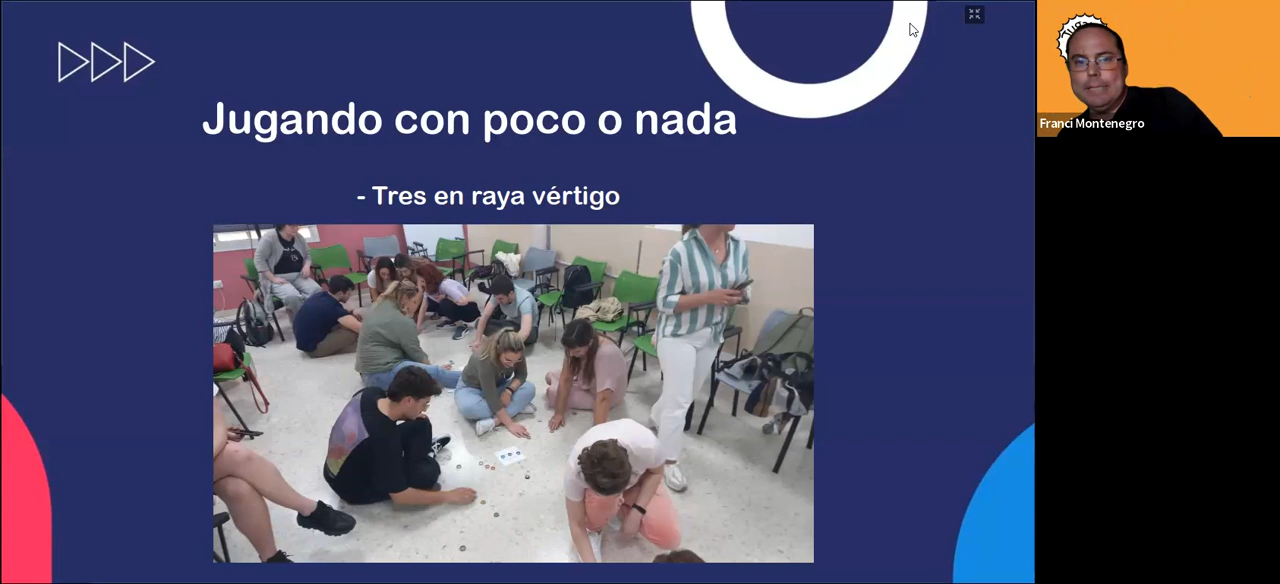 Jugando con poco o nada
- Tres en raya vértigo
Franci Montenegro